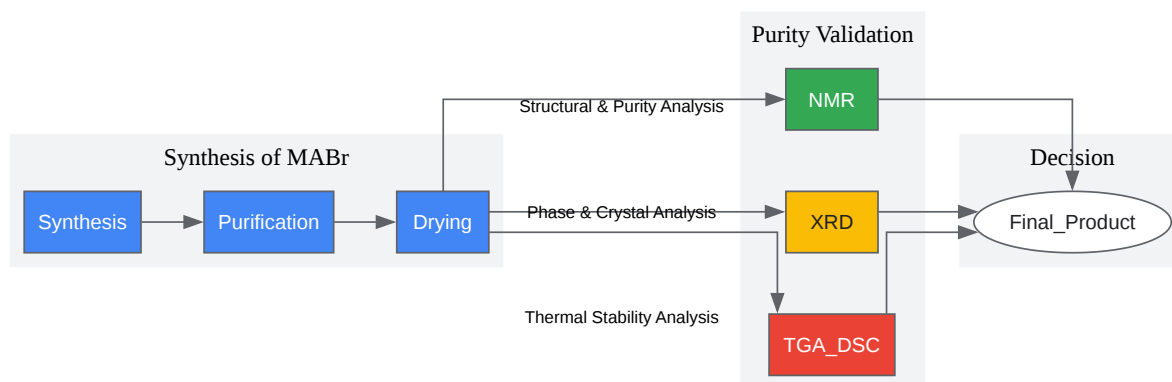 Purity Validation
NMR
Structural & Purity Analysis
Synthesis of MABr
Decision
Synthesis
Purification
Drying
Phase & Crystal Analysis
XRD
Final_Product
Thermal Stability Analysis
TGA_DSC